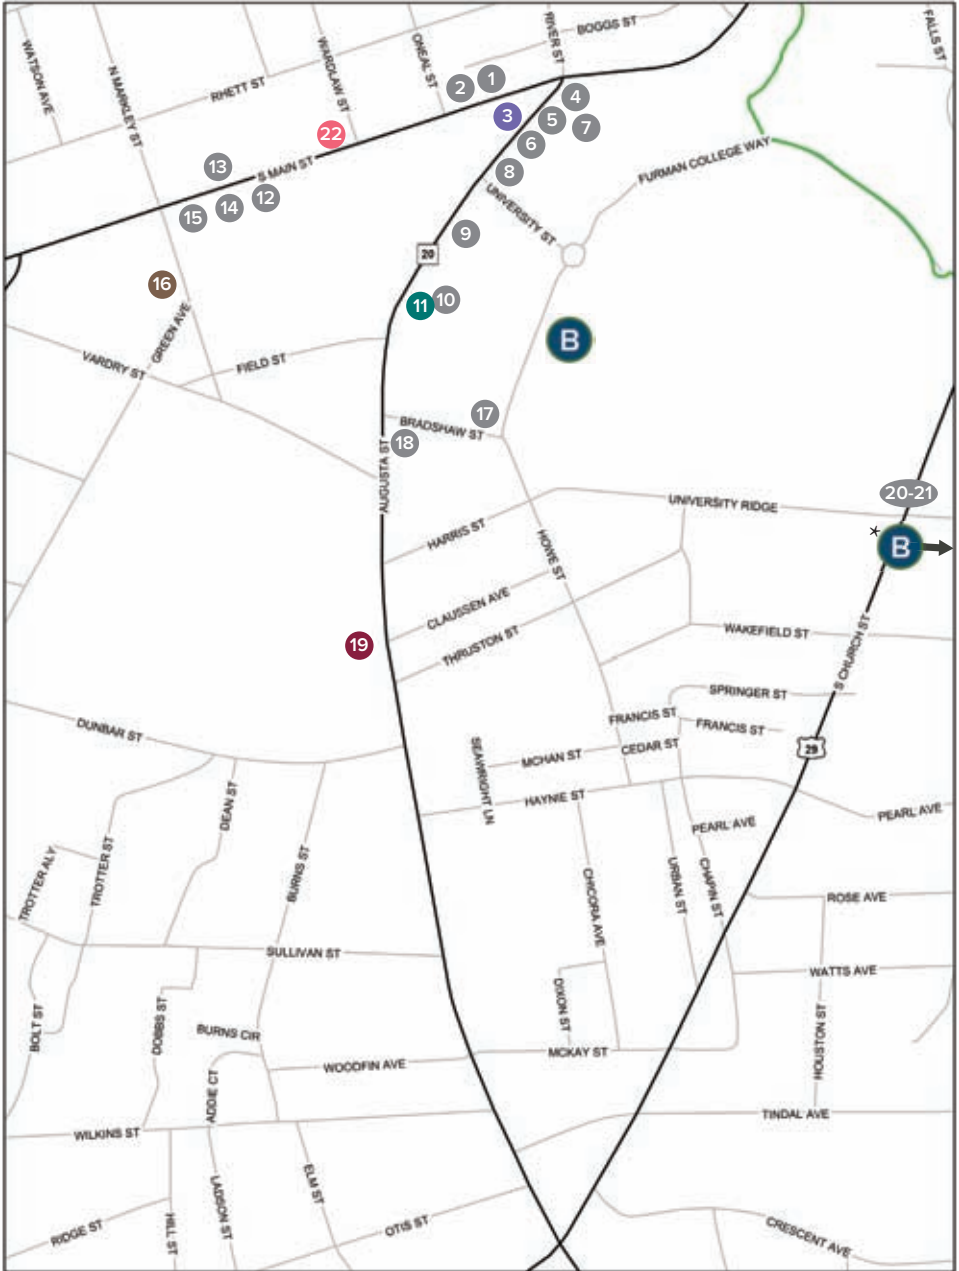 WATSON AVE
N MARKLEY ST
RHETT ST
WARDLAW ST
ONEAL ST
RIVER ST
BOGGS ST
FALLS ST
1
2
3
4
5
6
7
8
22
13
S MAIN ST
12
14
15
FURMAN COLLEGE WAY
UNIVERSITY ST
9
20
16
11
10
GREEN AVE
B
VARDRY ST
FIELD ST
17
BRADSHAW ST
18
AUGUSTA ST
20-21
UNIVERSITY RIDGE
HARRIS ST
HOWE ST
*
B
CLAUSSEN AVE
THRUSTON ST
19
WAKEFIELD ST
S CHURCH ST
SPRINGER ST
FRANCIS ST
FRANCIS ST
DUNBAR ST
SEAWRIGHT LN
MCHAN ST
CEDAR ST
29
HAYNIE ST
DEAN ST
PEARL AVE
PEARL AVE
TROTTER ALY
TROTTER ST
BURNS ST
CHICORA AVE
URBAN ST
CHAPIN ST
ROSE AVE
SULLIVAN ST
WATTS AVE
BOLT ST
DOBBS ST
BURNS CIR
DIXON ST
HOUSTON ST
MCKAY ST
WOODFIN AVE
ADDIE CT
TINDAL AVE
WILKINS ST
ELM ST
LADSON ST
HILL ST
RIDGE ST
OTIS ST
CRESCENT AVE